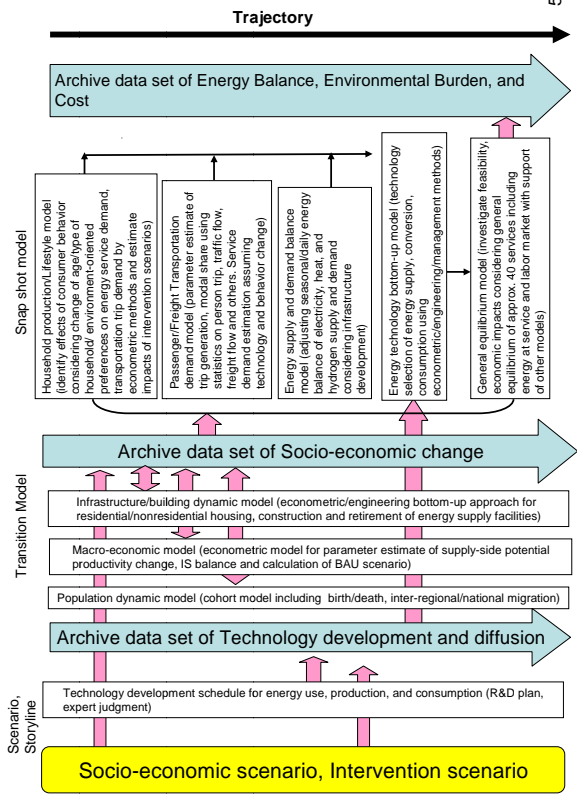 5
Trajectory
Archive data set of Energy Balance, Environmental Burden, and
Cost
Snap shot model
Household production/Lifestyle model
(identify effects of consumer behavior
considering change of age/type of
household/ environment-oriented
preferences on energy service demand,
transportation trip demand by
econometric methods and estimate
impacts of intervention scenarios)
Passenger/Freight Transportation
demand model (parameter estimate of
trip generation, modal share using
statistics on person trip, traffic flow,
freight flow and others. Service
demand estimation assuming
technology and behavior change)
Energy supply and demand balance
model (adjusting seasonal/daily energy
balance of electricity, heat, and
hydrogen supply and demand
considering infrastructure
development)
Energy technology bottom-up model (technology
selection of energy supply, conversion,
consumption using
econometric/engineering/management methods)
General equilibrium model (investigate feasibility,
economic impacts considering general
equilibrium of approx. 40 services including
energy at service and labor market with support
of other models)
Archive data set of Socio-economic change
Transition Model
Infrastructure/building dynamic model (econometric/engineering bottom-up approach for
residential/nonresidential housing, construction and retirement of energy supply facilities)
Macro-economic model (econometric model for parameter estimate of supply-side potential
productivity change, IS balance and calculation of BAU scenario)
Population dynamic model (cohort model including birth/death, inter-regional/national migration)
Archive data set of Technology development and diffusion
Scenario,
Storyline
Technology development schedule for energy use, production, and consumption (R&D plan,
expert judgment)
Socio-economic scenario, Intervention scenario